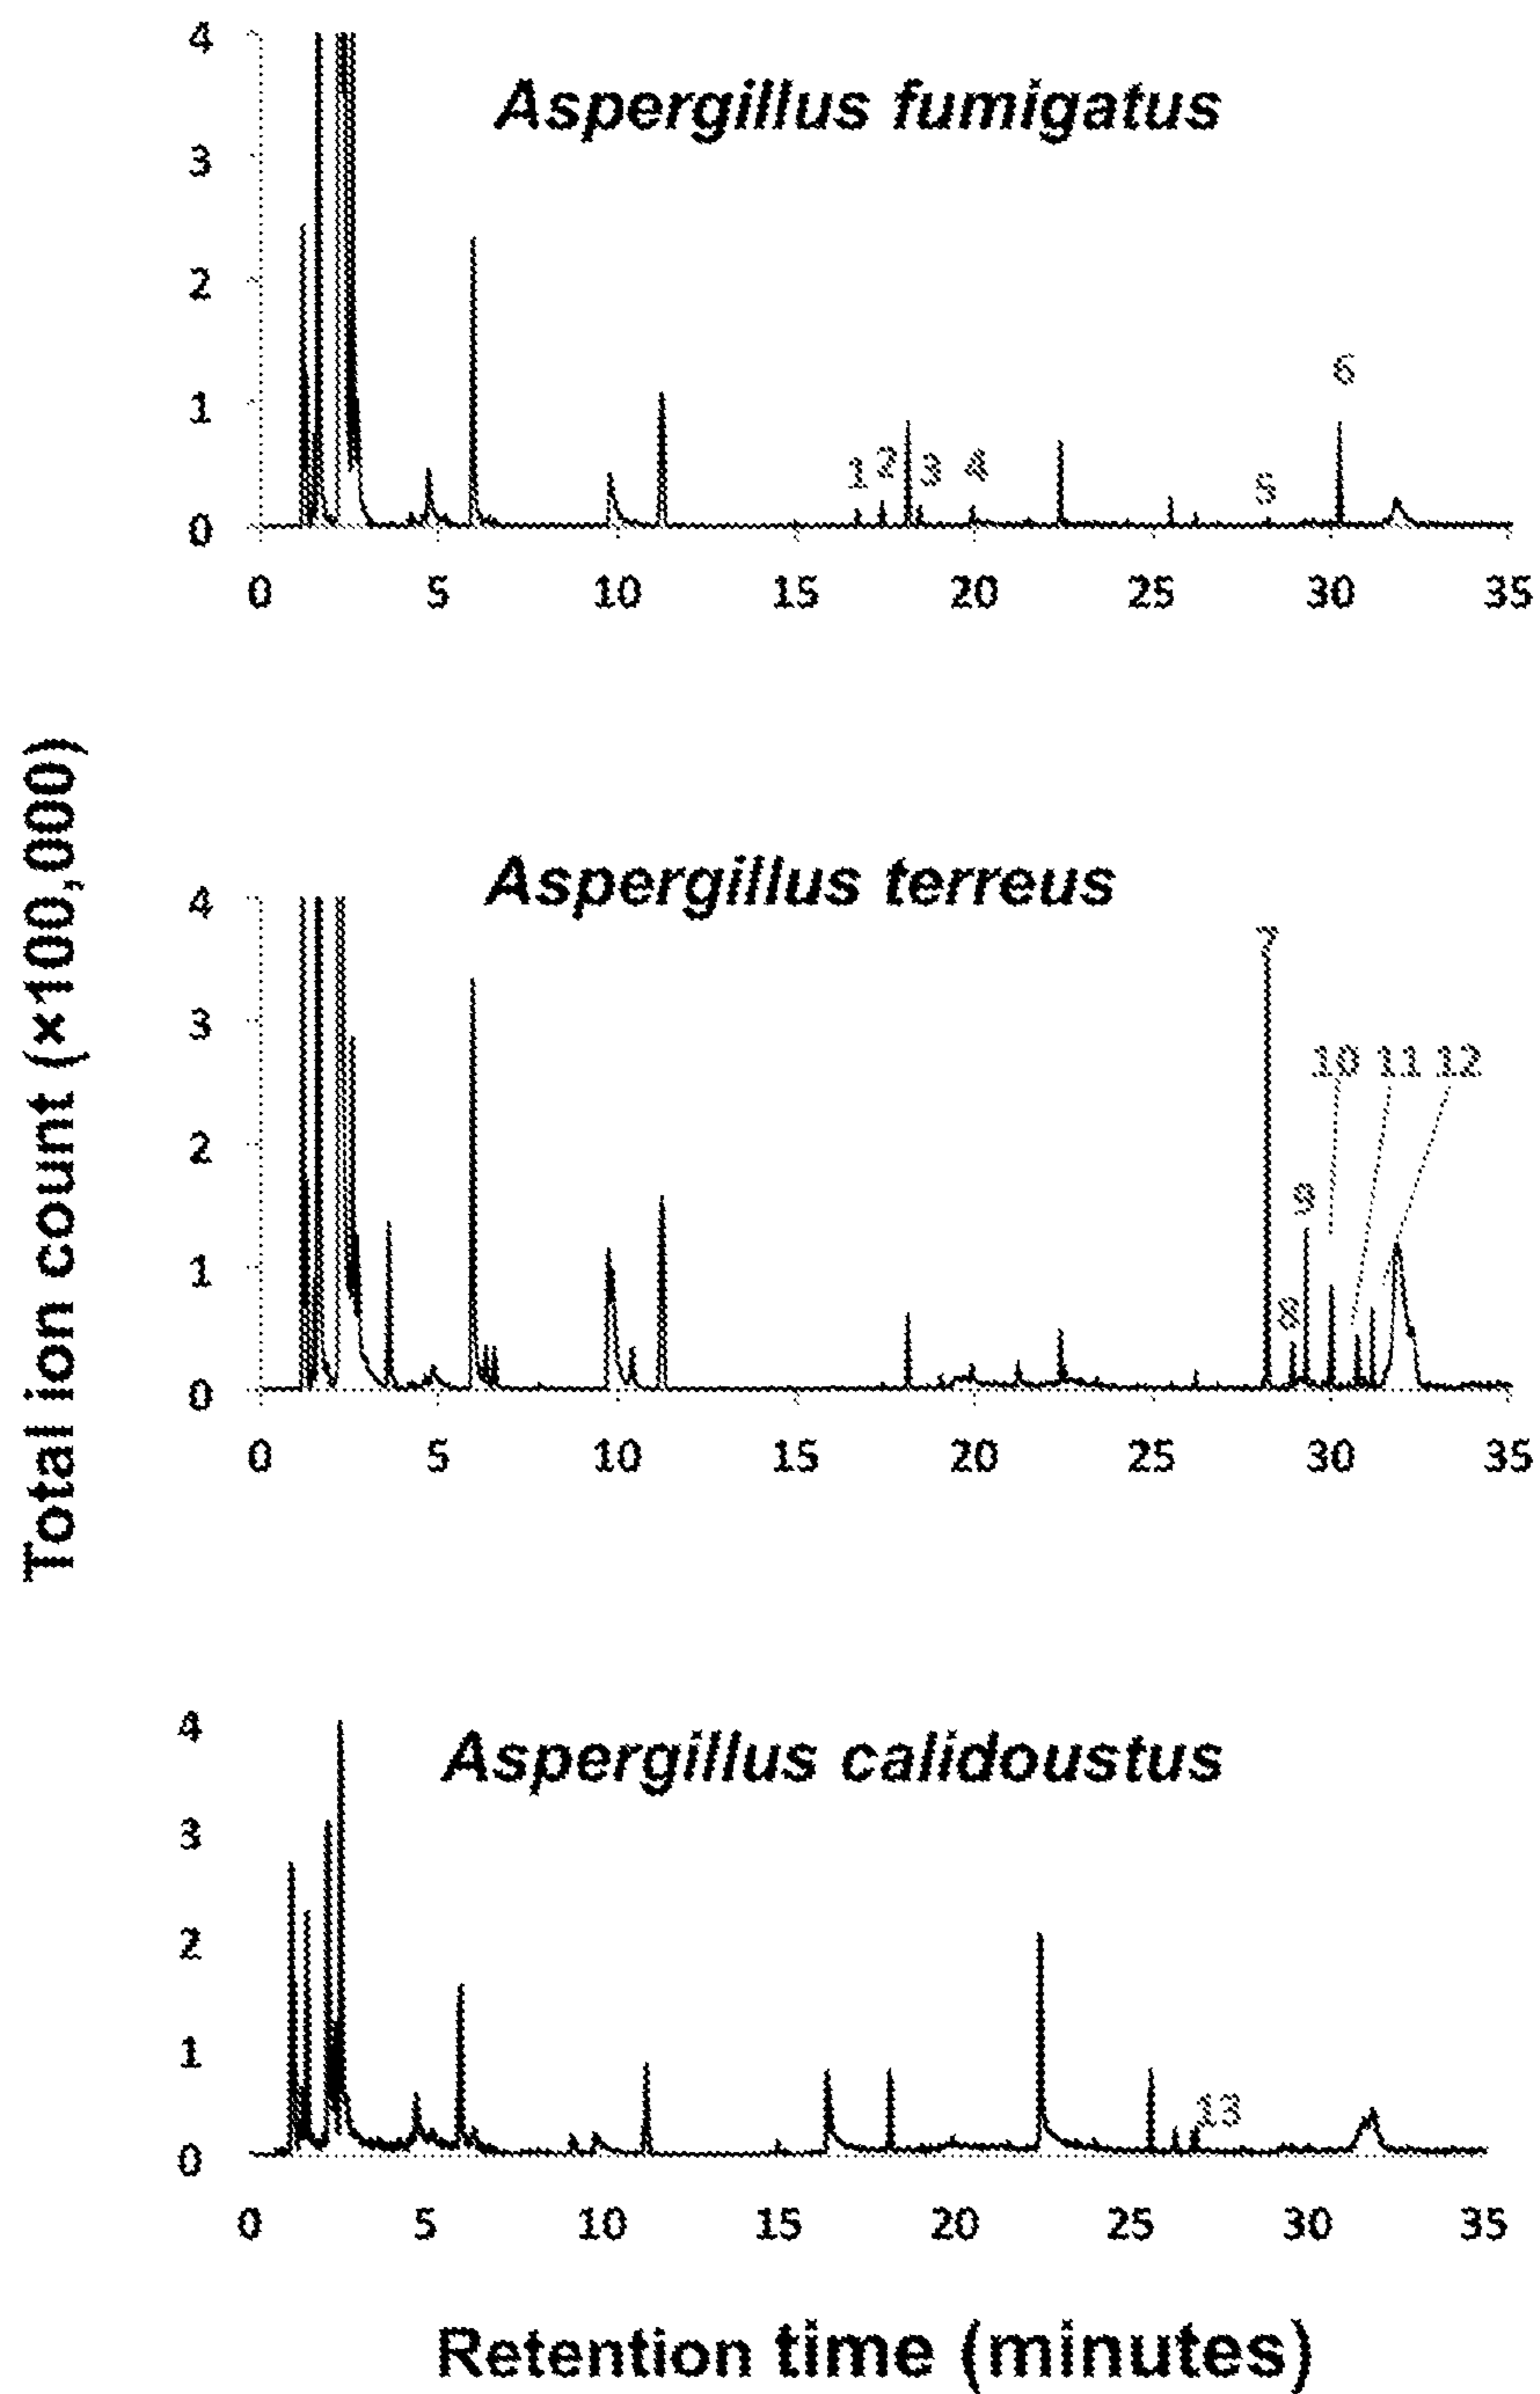 Total ion count (×100,000)
Aspergillus fumigatus
4
3
2
1
0
1 2 3 4 5 6
0 5 10 15 20 25 30 35
Aspergillus terreus
4
3
2
1
0
7
8
9
10 11 12
0 5 10 15 20 25 30 35
Aspergillus calidoustus
4
3
2
1
0
13
0 5 10 15 20 25 30 35
Retention time (minutes)